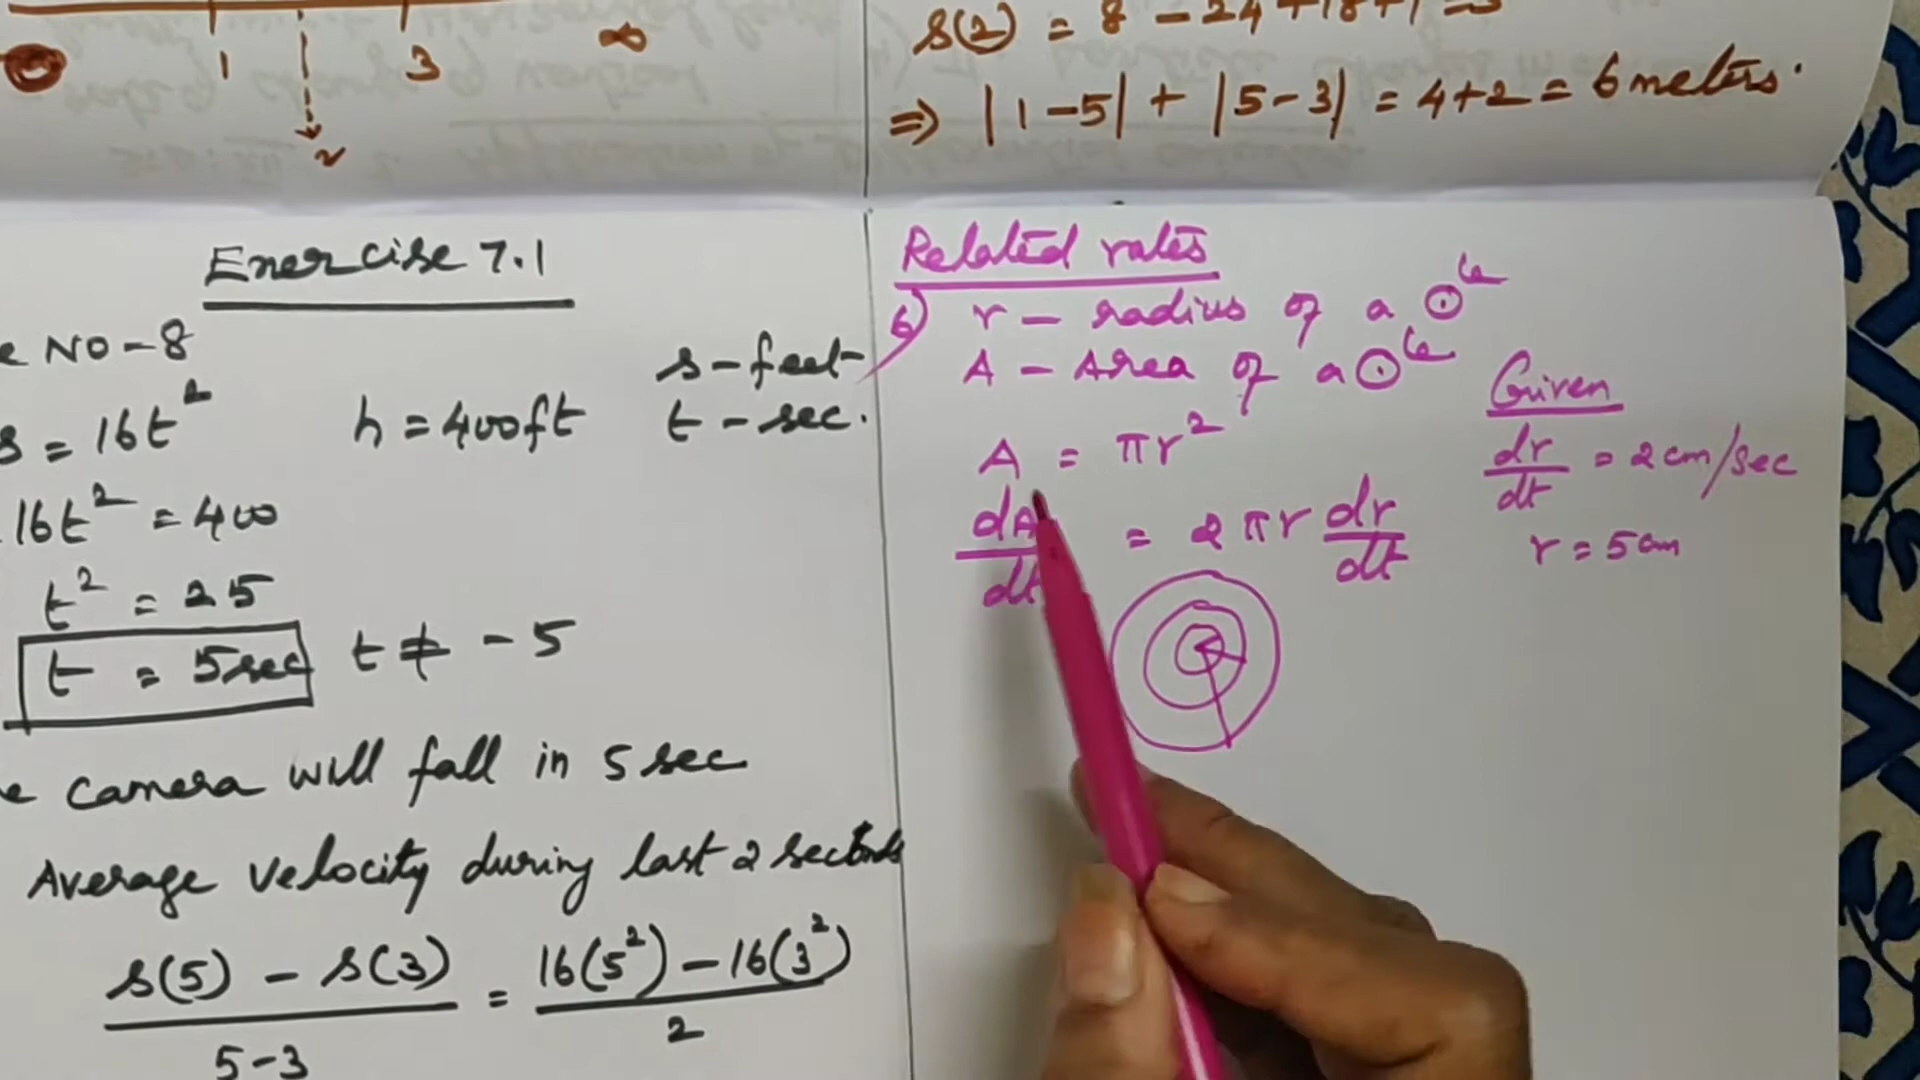 1 3 ∞
2
s(2) = 8 - 24 + 18 + 1 = 3
⇒ |1-5| + |5-3| = 4+2 = 6 meters.
Exercise 7.1
NO-8
s - feet
s = 16t² h = 400ft t - sec.
16t² = 400
t² = 25
t = 5sec t ≠ -5
camera will fall in 5 sec
Average velocity during last 2 seconds
s(5) - s(3) / 5-3 = 16(5²) - 16(3²) / 2
Related rates
6) r - radius of a ⊙le
A - Area of a ⊙le
A = πr²
dA/dt = 2πr dr/dt
Given
dr/dt = 2cm/sec
r = 5cm